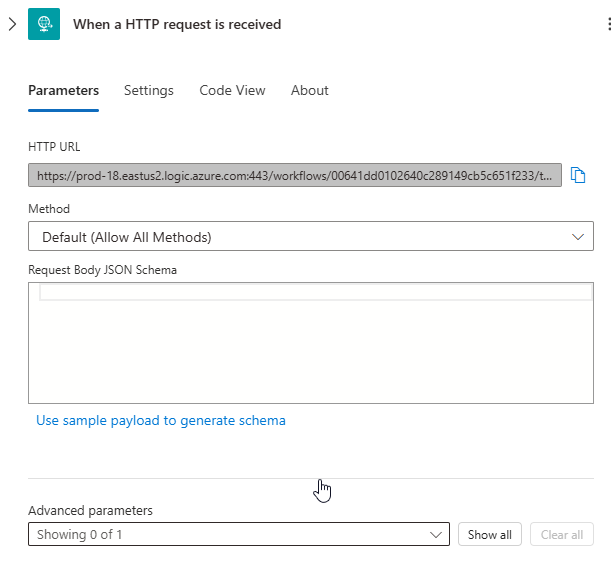 When a HTTP request is received
Parameters Settings Code View About
HTTP URL
https://prod-18.eastus2.logic.azure.com:443/workflows/00641dd0102640c289149cb5c651f233/t...
Method
Default (Allow All Methods)
Request Body JSON Schema
Use sample payload to generate schema
Advanced parameters
Showing 0 of 1 Show all Clear all